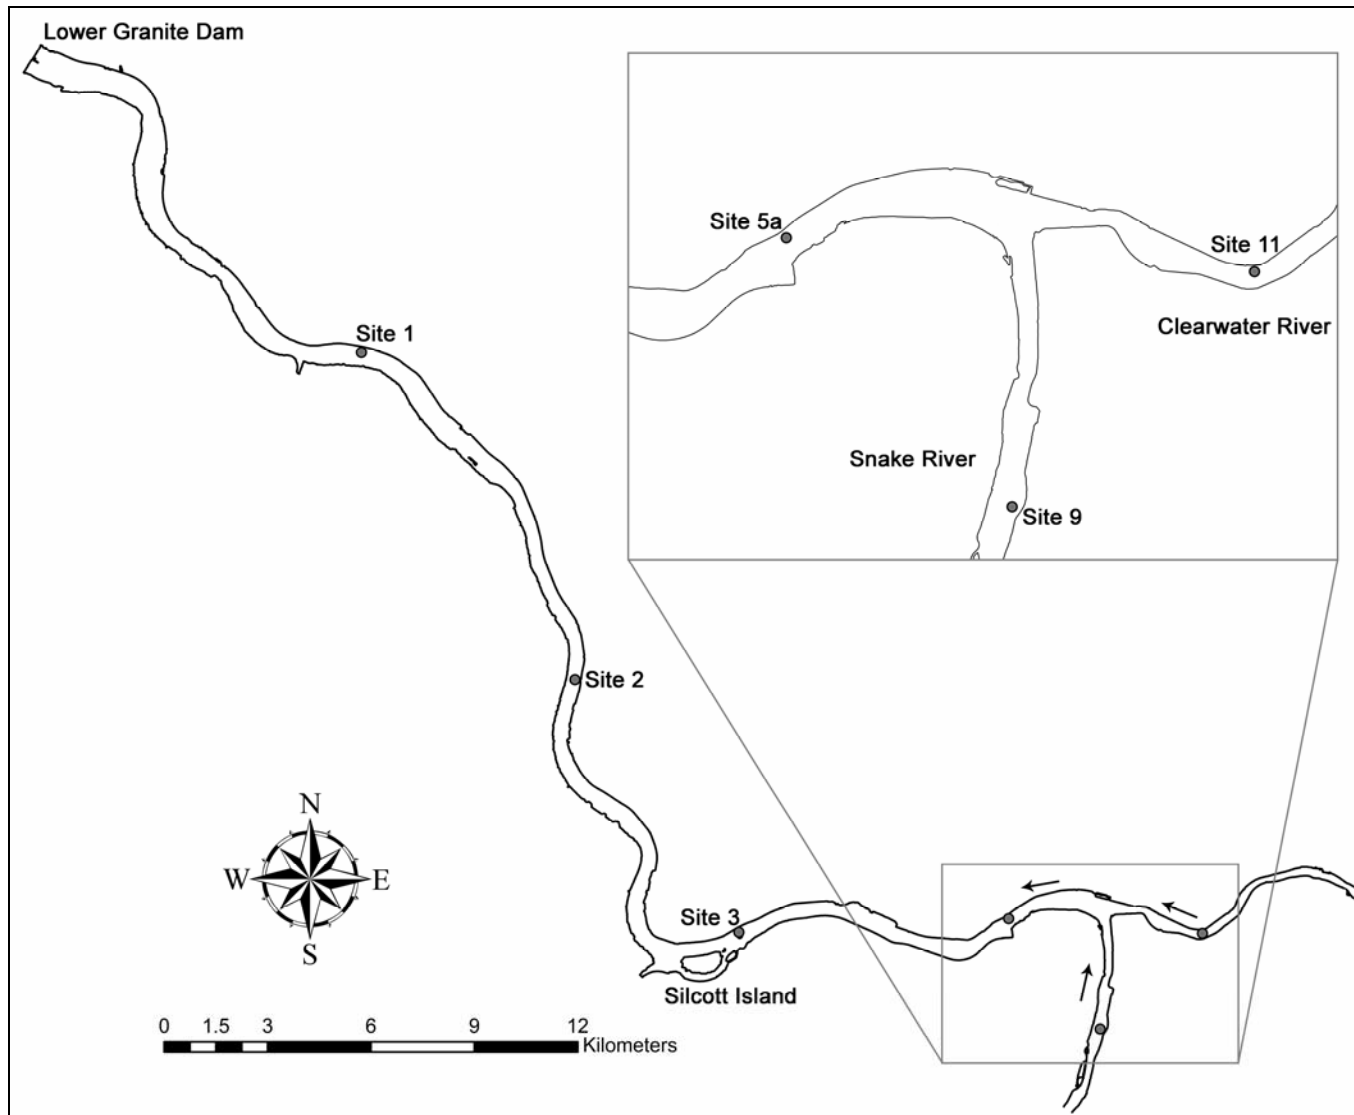 Lower Granite Dam
Site 5a
Site 11
Clearwater River
Site 1
Snake River
Site 9
Site 2
N
W
E
S
Site 3
Silcott Island
0 1.5 3 6 9 12
Kilometers